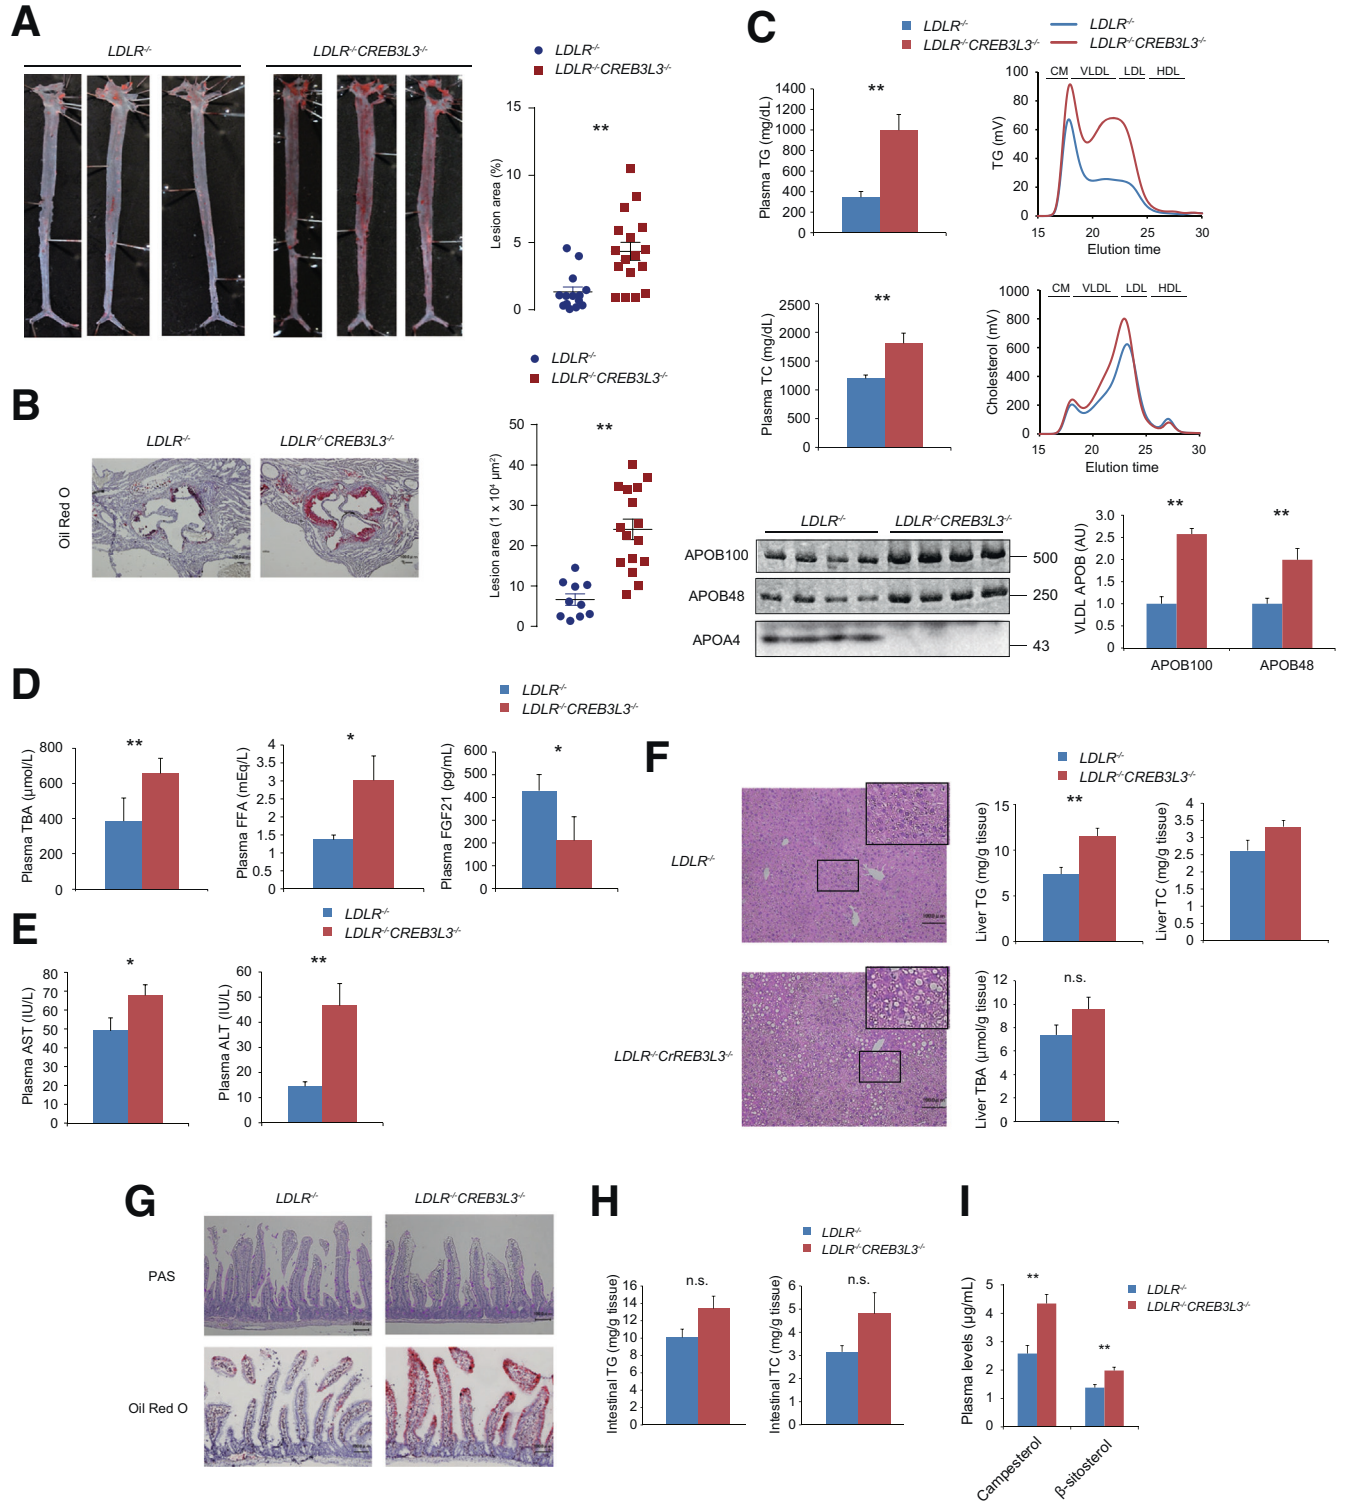 A
LDLR-/-
LDLR-/-CREB3L3-/-
LDLR-/-
LDLR-/-CREB3L3-/-
Lesion area (%)
15
10
5
0
**
B
LDLR-/-
LDLR-/-CREB3L3-/-
Oil Red O
LDLR-/-
LDLR-/-CREB3L3-/-
Lesion area (1 x 10⁴ µm²)
50
40
30
20
10
0
**
C
LDLR-/-
LDLR-/-CREB3L3-/-
LDLR-/-
LDLR-/-CREB3L3-/-
Plasma TG (mg/dL)
1400
1200
1000
800
600
400
200
0
**
CM VLDL LDL HDL
TG (mV)
100
80
60
40
20
0
15 20 25 30
Elution time
Plasma TC (mg/dL)
2500
2000
1500
1000
500
0
**
CM VLDL LDL HDL
Cholesterol (mV)
1000
800
600
400
200
0
15 20 25 30
Elution time
LDLR-/-
LDLR-/-CREB3L3-/-
APOB100
500
APOB48
250
APOA4
43
VLDL APOB (AU)
3.0
2.5
2.0
1.5
1.0
0.5
0
**
**
APOB100 APOB48
D
LDLR-/-
LDLR-/-CREB3L3-/-
Plasma TBA (µmol/L)
800
600
400
200
0
**
Plasma FFA (mEq/L)
4
3.5
3
2.5
2
1.5
1
0.5
0
*
Plasma FGF21 (pg/mL)
600
500
400
300
200
100
0
*
E
LDLR-/-
LDLR-/-CREB3L3-/-
Plasma AST (IU/L)
80
70
60
50
40
30
20
10
0
*
Plasma ALT (IU/L)
60
50
40
30
20
10
0
**
F
LDLR-/-
LDLR-/-CrREB3L3-/-
LDLR-/-
LDLR-/-CREB3L3-/-
Liver TG (mg/g tissue)
15
10
5
0
**
Liver TC (mg/g tissue)
4
3.5
3
2.5
2
1.5
1
0.5
0
Liver TBA (µmol/g tissue)
12
10
8
6
4
2
0
n.s.
G
LDLR-/-
LDLR-/-CREB3L3-/-
PAS
Oil Red O
H
LDLR-/-
LDLR-/-CREB3L3-/-
Intestinal TG (mg/g tissue)
16
14
12
10
8
6
4
2
0
n.s.
Intestinal TC (mg/g tissue)
6
5
4
3
2
1
0
n.s.
I
LDLR-/-
LDLR-/-CREB3L3-/-
Plasma levels (µg/mL)
5
4
3
2
1
0
**
**
Campesterol
β-sitosterol